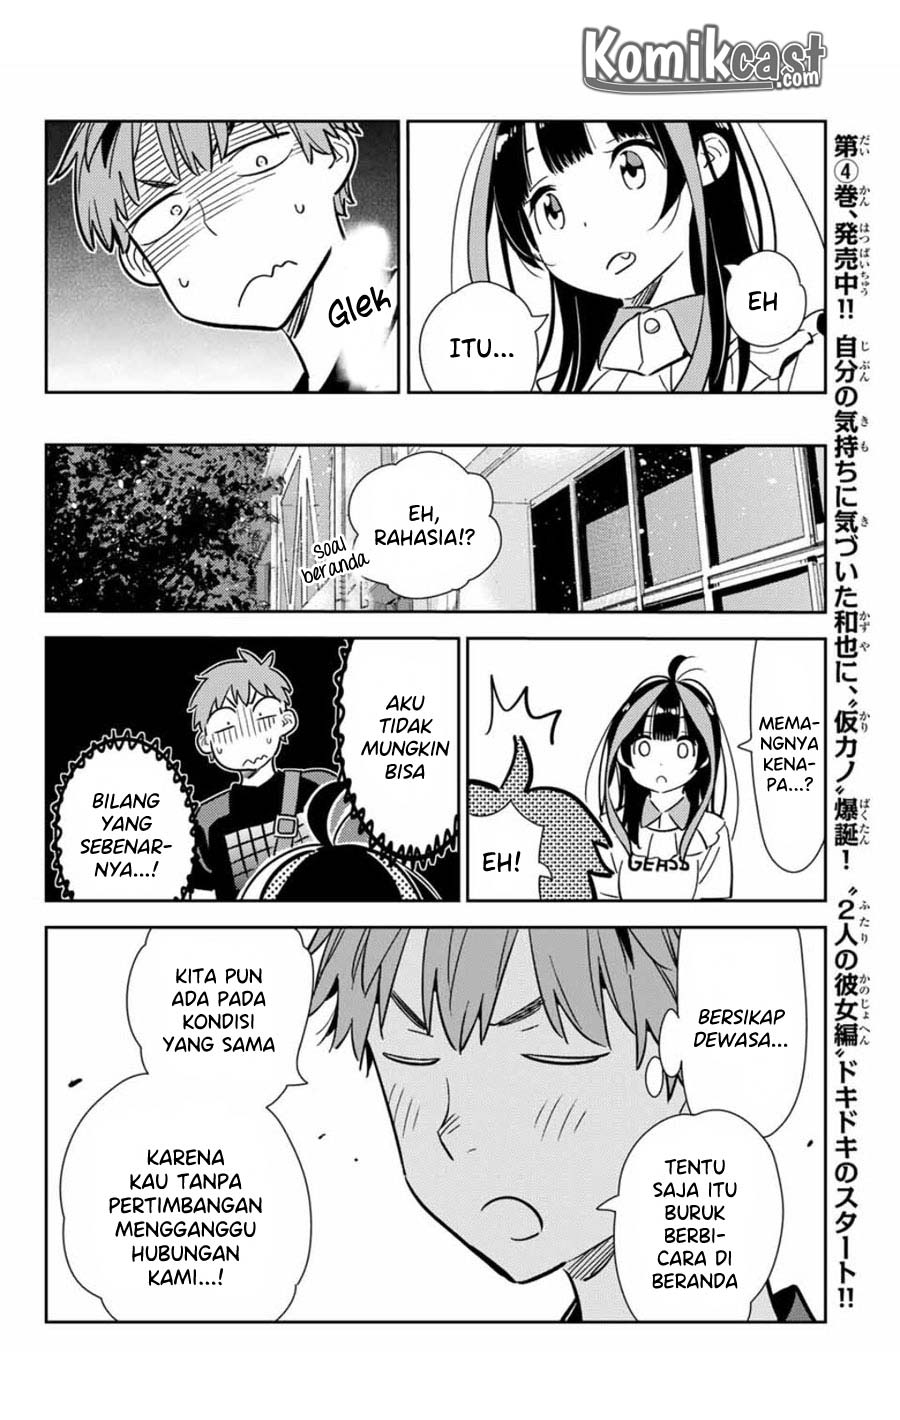 Komikcast
.com
EH
ITU...
Glek
EH,
RAHASIA!?
soal
beranda
MEMA-
NGNYA
KENA-
PA...?
GEASS
EH!
AKU
TIDAK
MUNGKIN
BISA
BILANG
YANG
SEBENAR-
NYA...!
BERSIKAP
DEWASA...
TENTU
SAJA ITU
BURUK
BERBI-
CARA DI
BERANDA
KITA PUN
ADA PADA
KONDISI
YANG SAMA
KARENA
KAU TANPA
PERTIMBANGAN
MENGGANGGU
HUBUNGAN
KAMI...!
第④巻、発売中!! 自分の気持ちに気づいた和也に、〝仮カノ〟爆誕! 〝2人の彼女編〟ドキドキのスタート!!